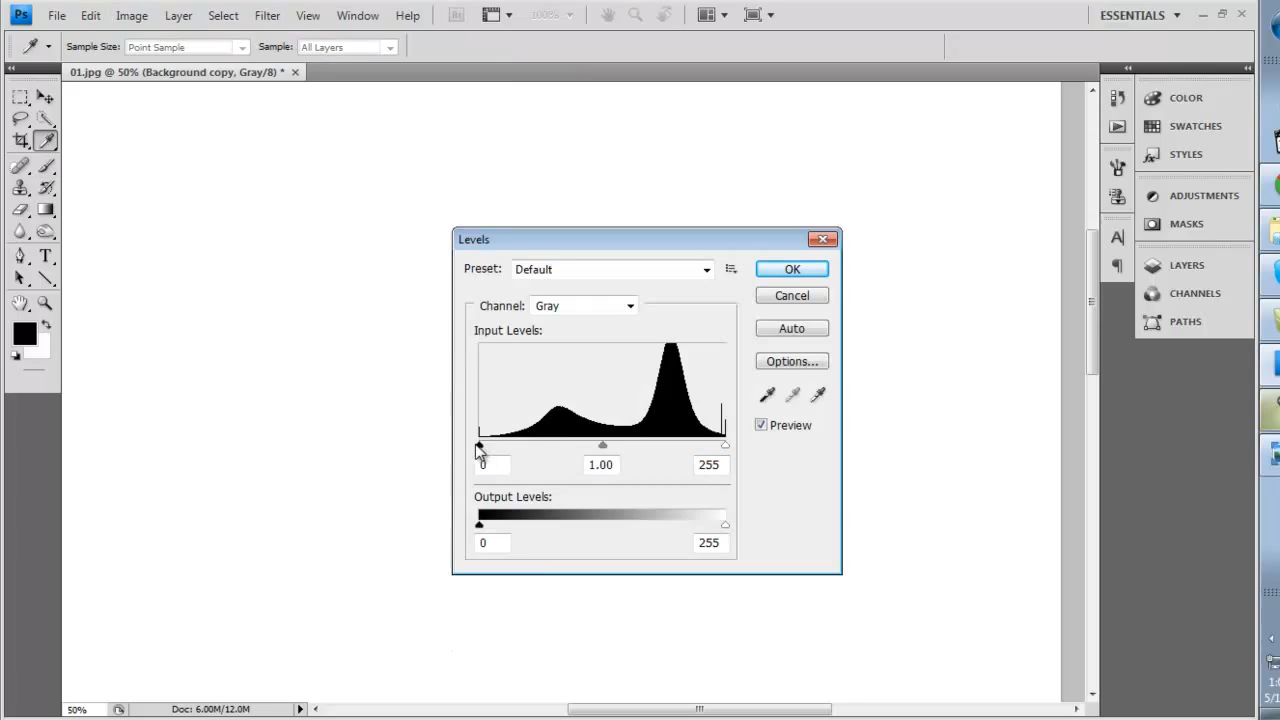 Ps File Edit Image Layer Select Filter View Window Help Br ESSENTIALS
Sample Size: Point Sample Sample: All Layers
01.jpg @ 50% (Background copy, Gray/8) *
COLOR
SWATCHES
STYLES
ADJUSTMENTS
MASKS
LAYERS
CHANNELS
PATHS
Levels
Preset: Default
OK
Cancel
Channel: Gray
Auto
Input Levels:
Options...
Preview
0 1.00 255
Output Levels:
0 255
50% Doc: 6.00M/12.0M